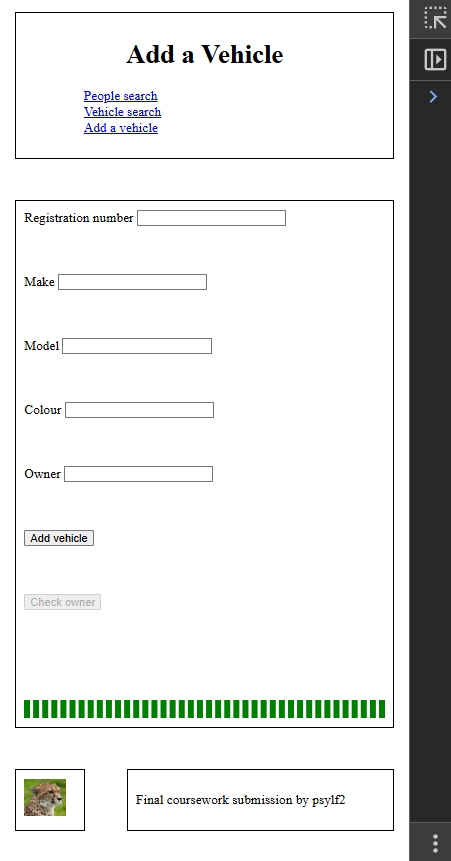 Add a Vehicle
People search
Vehicle search
Add a vehicle
Registration number
Make
Model
Colour
Owner
Add vehicle
Check owner
Final coursework submission by psylf2